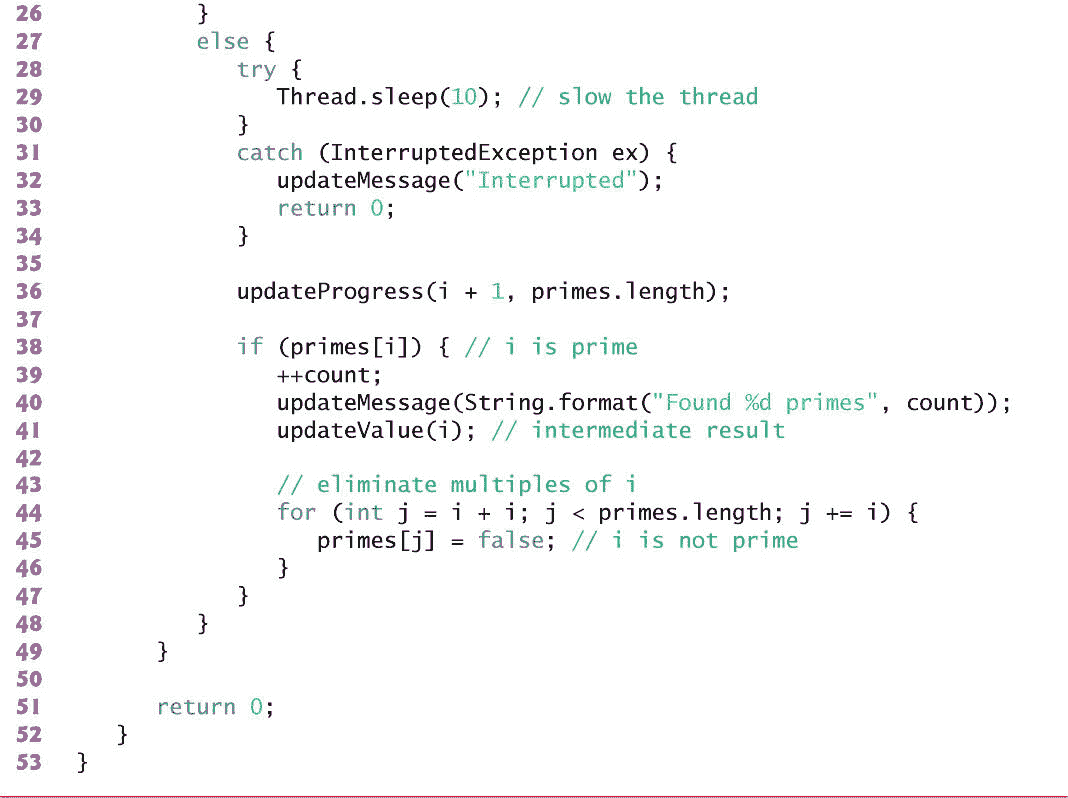 26 }
27 else {
28 try {
29 Thread.sleep(10); // slow the thread
30 }
31 catch (InterruptedException ex) {
32 updateMessage("Interrupted");
33 return 0;
34 }
35
36 updateProgress(i + 1, primes.length);
37
38 if (primes[i]) { // i is prime
39 ++count;
40 updateMessage(String.format("Found %d primes", count));
41 updateValue(i); // intermediate result
42
43 // eliminate multiples of i
44 for (int j = i + i; j < primes.length; j += i) {
45 primes[j] = false; // i is not prime
46 }
47 }
48 }
49 }
50
51 return 0;
52 }
53 }